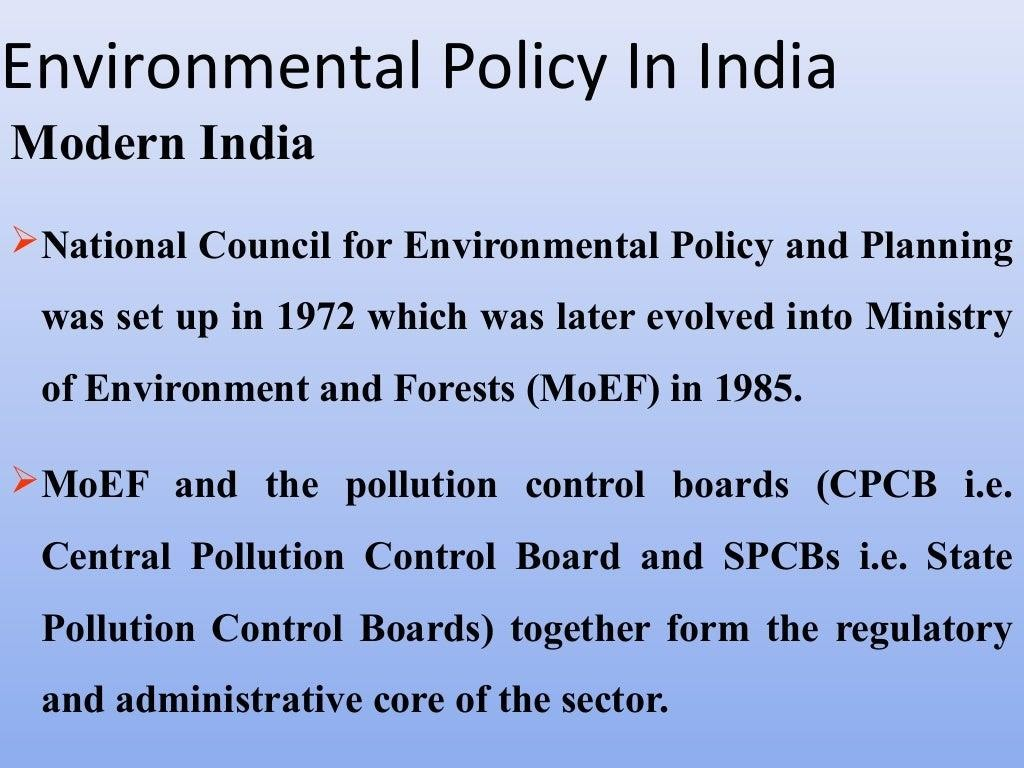 Environmental Policy In India
Modern India
➢National Council for Environmental Policy and Planning
was set up in 1972 which was later evolved into Ministry
of Environment and Forests (MoEF) in 1985.
➢MoEF and the pollution control boards (CPCB i.e.
Central Pollution Control Board and SPCBs i.e. State
Pollution Control Boards) together form the regulatory
and administrative core of the sector.